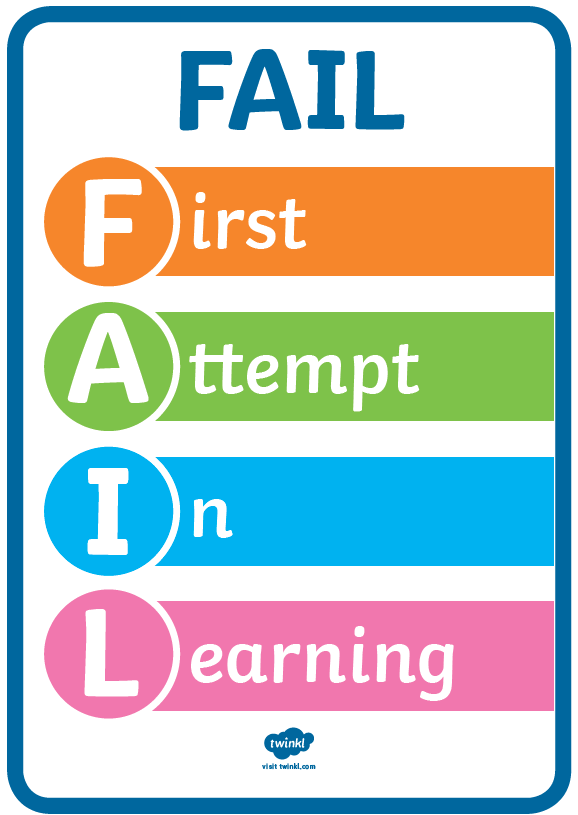 FAIL
First
Attempt
In
Learning
twinkl
visit twinkl.com